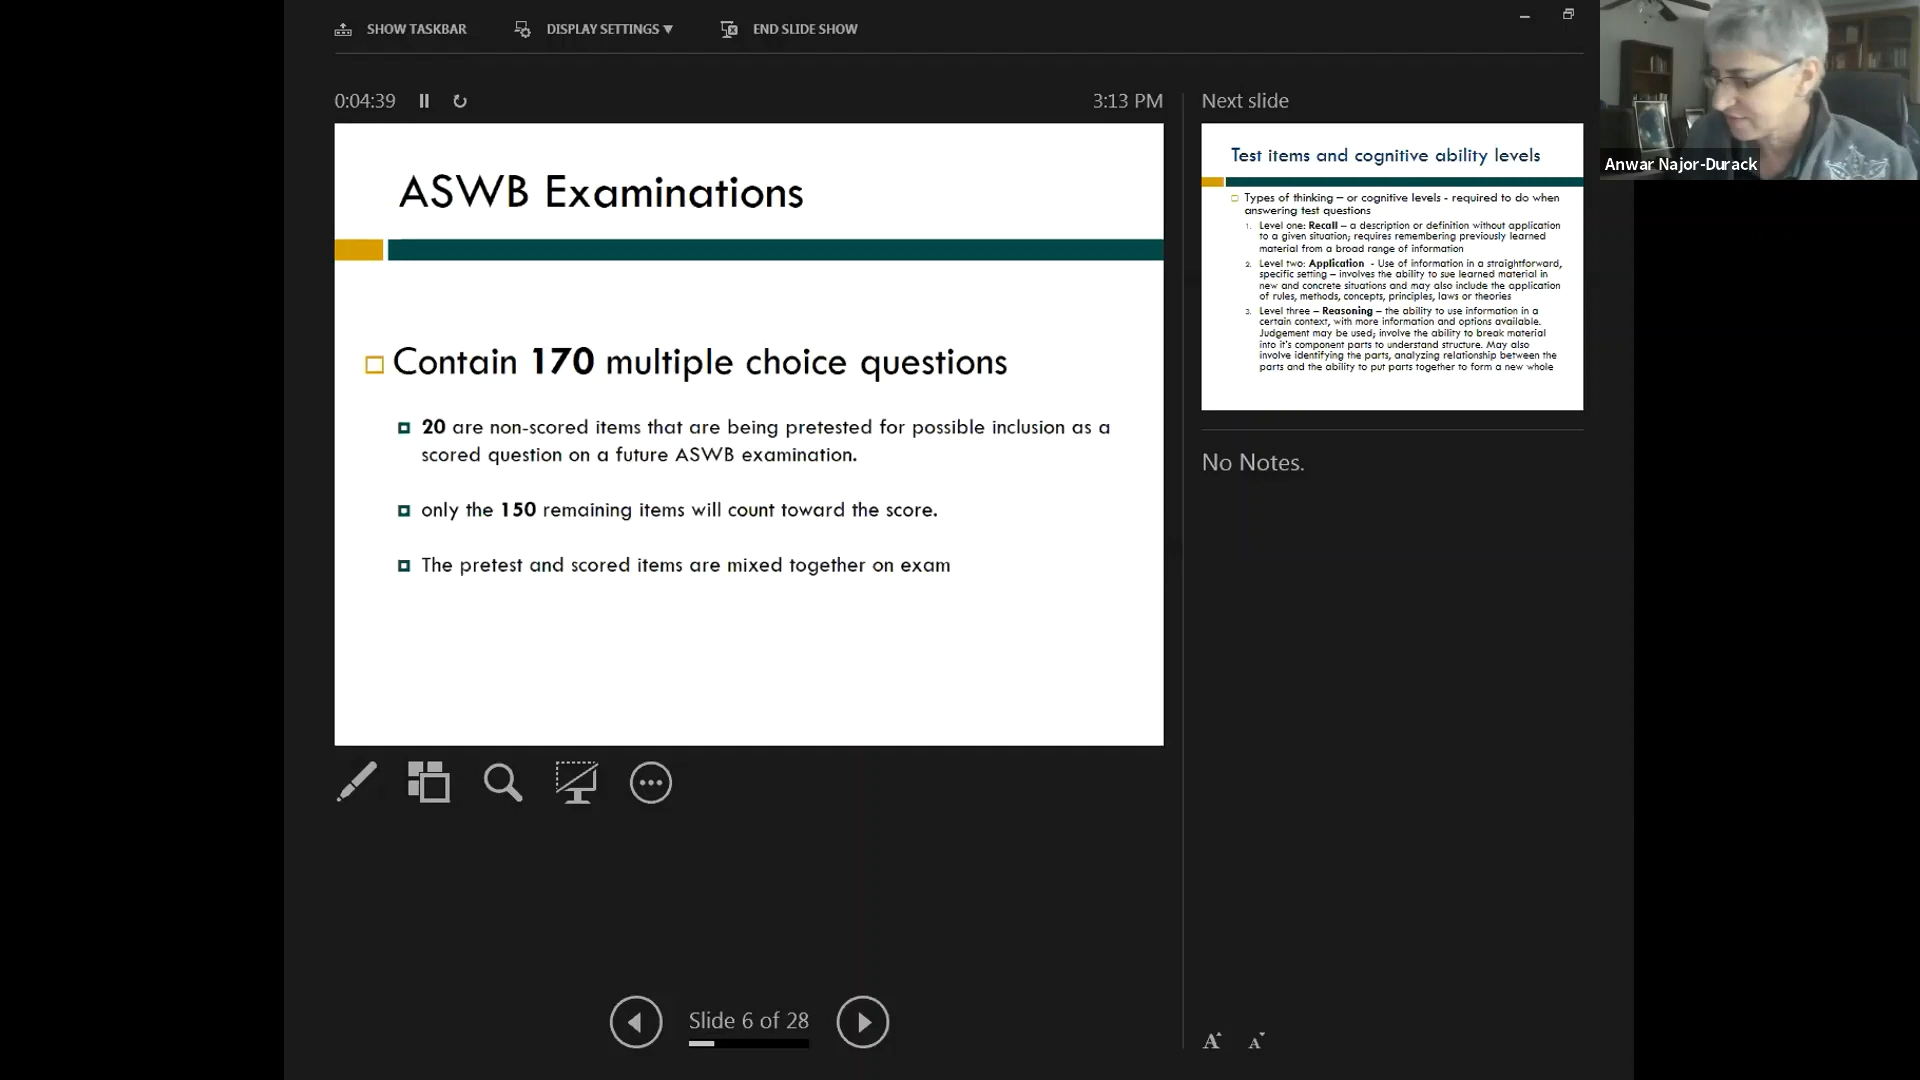 SHOW TASKBAR
DISPLAY SETTINGS ▼
END SLIDE SHOW
0:04:39
3:13 PM
ASWB Examinations
Contain 170 multiple choice questions
20 are non-scored items that are being pretested for possible inclusion as a
scored question on a future ASWB examination.
only the 150 remaining items will count toward the score.
The pretest and scored items are mixed together on exam
Slide 6 of 28
Next slide
Test items and cognitive ability levels
Types of thinking – or cognitive levels - required to do when
answering test questions
1. Level one: Recall – a description or definition without application
to a given situation; requires remembering previously learned
material from a broad range of information
2. Level two: Application - Use of information in a straightforward,
specific setting – involves the ability to sue learned material in
new and concrete situations and may also include the application
of rules, methods, concepts, principles, laws or theories
3. Level three – Reasoning – the ability to use information in a
certain context, with more information and options available.
Judgement may be used; involve the ability to break material
into it's component parts to understand structure. May also
involve identifying the parts, analyzing relationship between the
parts and the ability to put parts together to form a new whole
No Notes.
A A
Anwar Najor-Durack